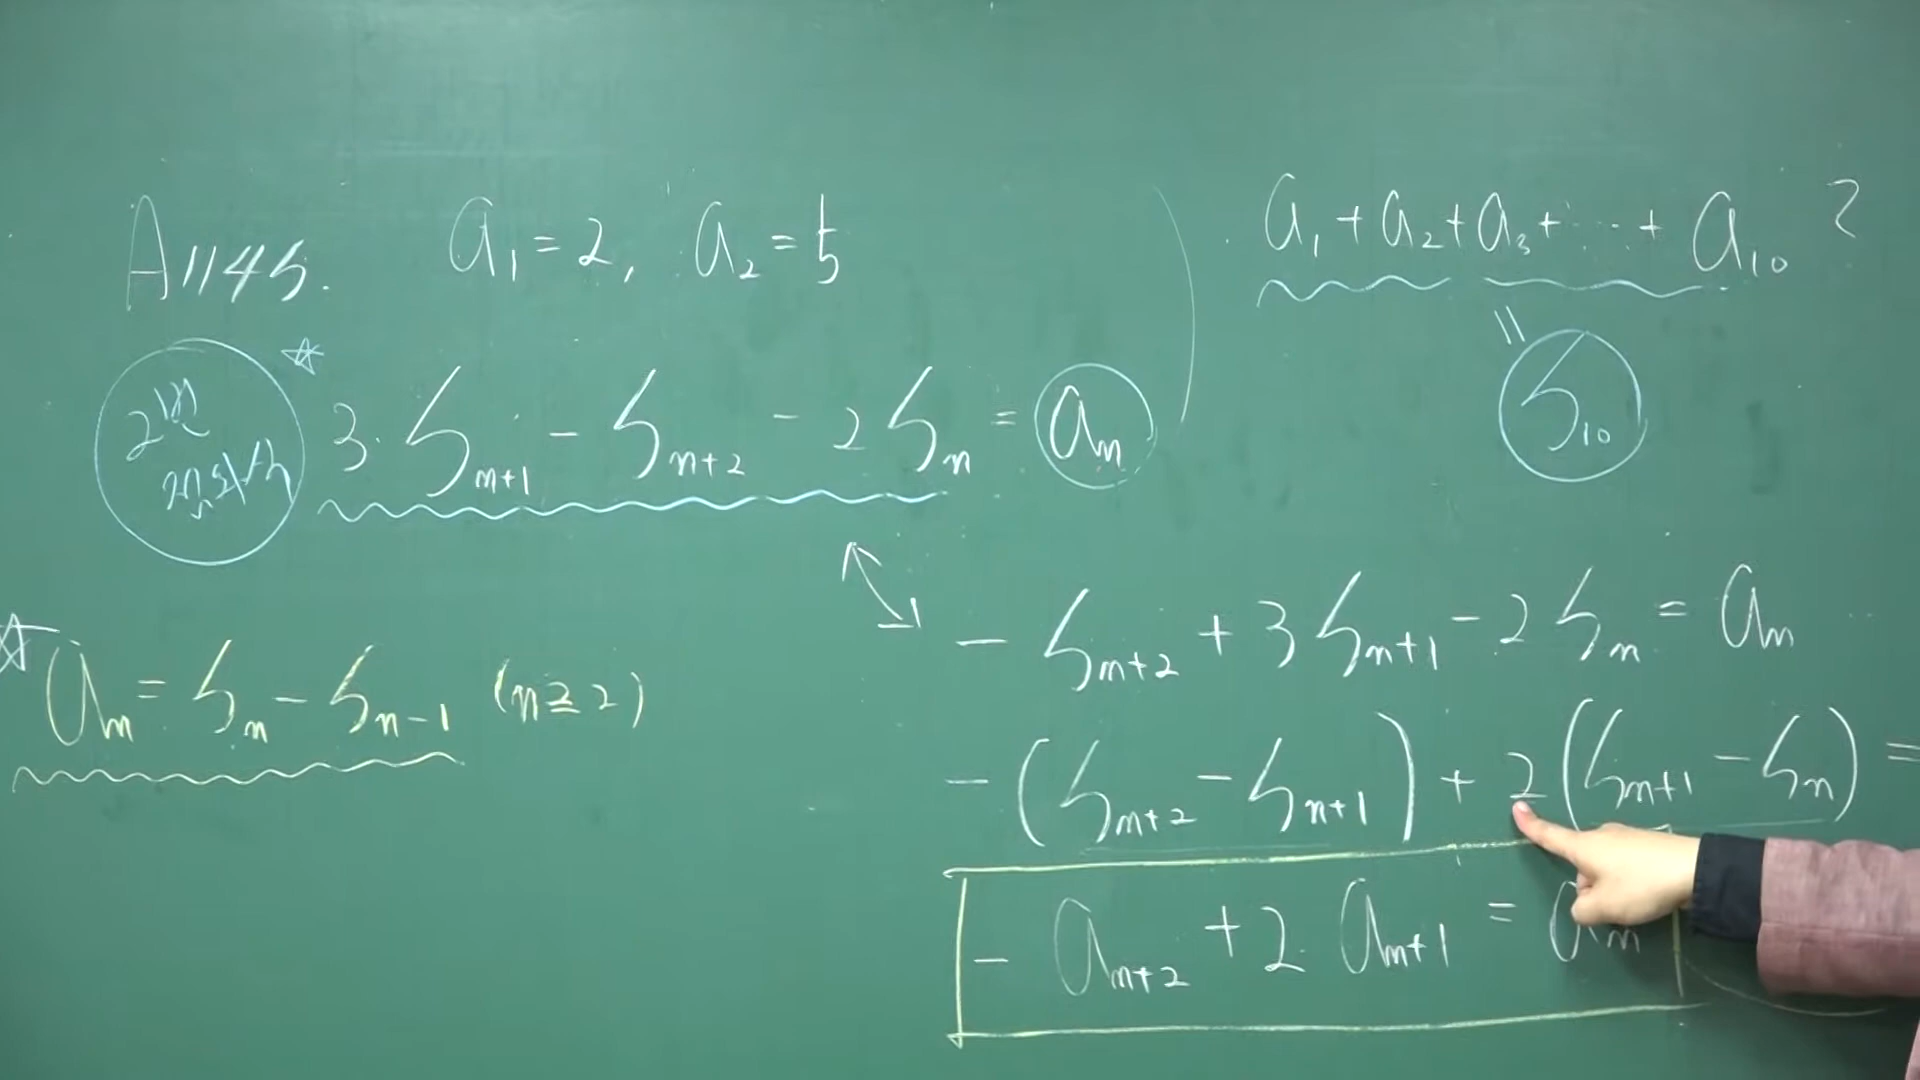 A1145. a₁ = 2, a₂ = 5
3·Sₙ₊₁ - Sₙ₊₂ - 2Sₙ = aₙ
aₙ = Sₙ - Sₙ₋₁ (n ≥ 2)
a₁ + a₂ + a₃ + ⋯ + a₁₀ ?
||
S₁₀
- Sₙ₊₂ + 3Sₙ₊₁ - 2Sₙ = aₙ
- (Sₙ₊₂ - Sₙ₊₁) + 2(Sₙ₊₁ - Sₙ) =
- aₙ₊₂ + 2·aₙ₊₁ = aₙ